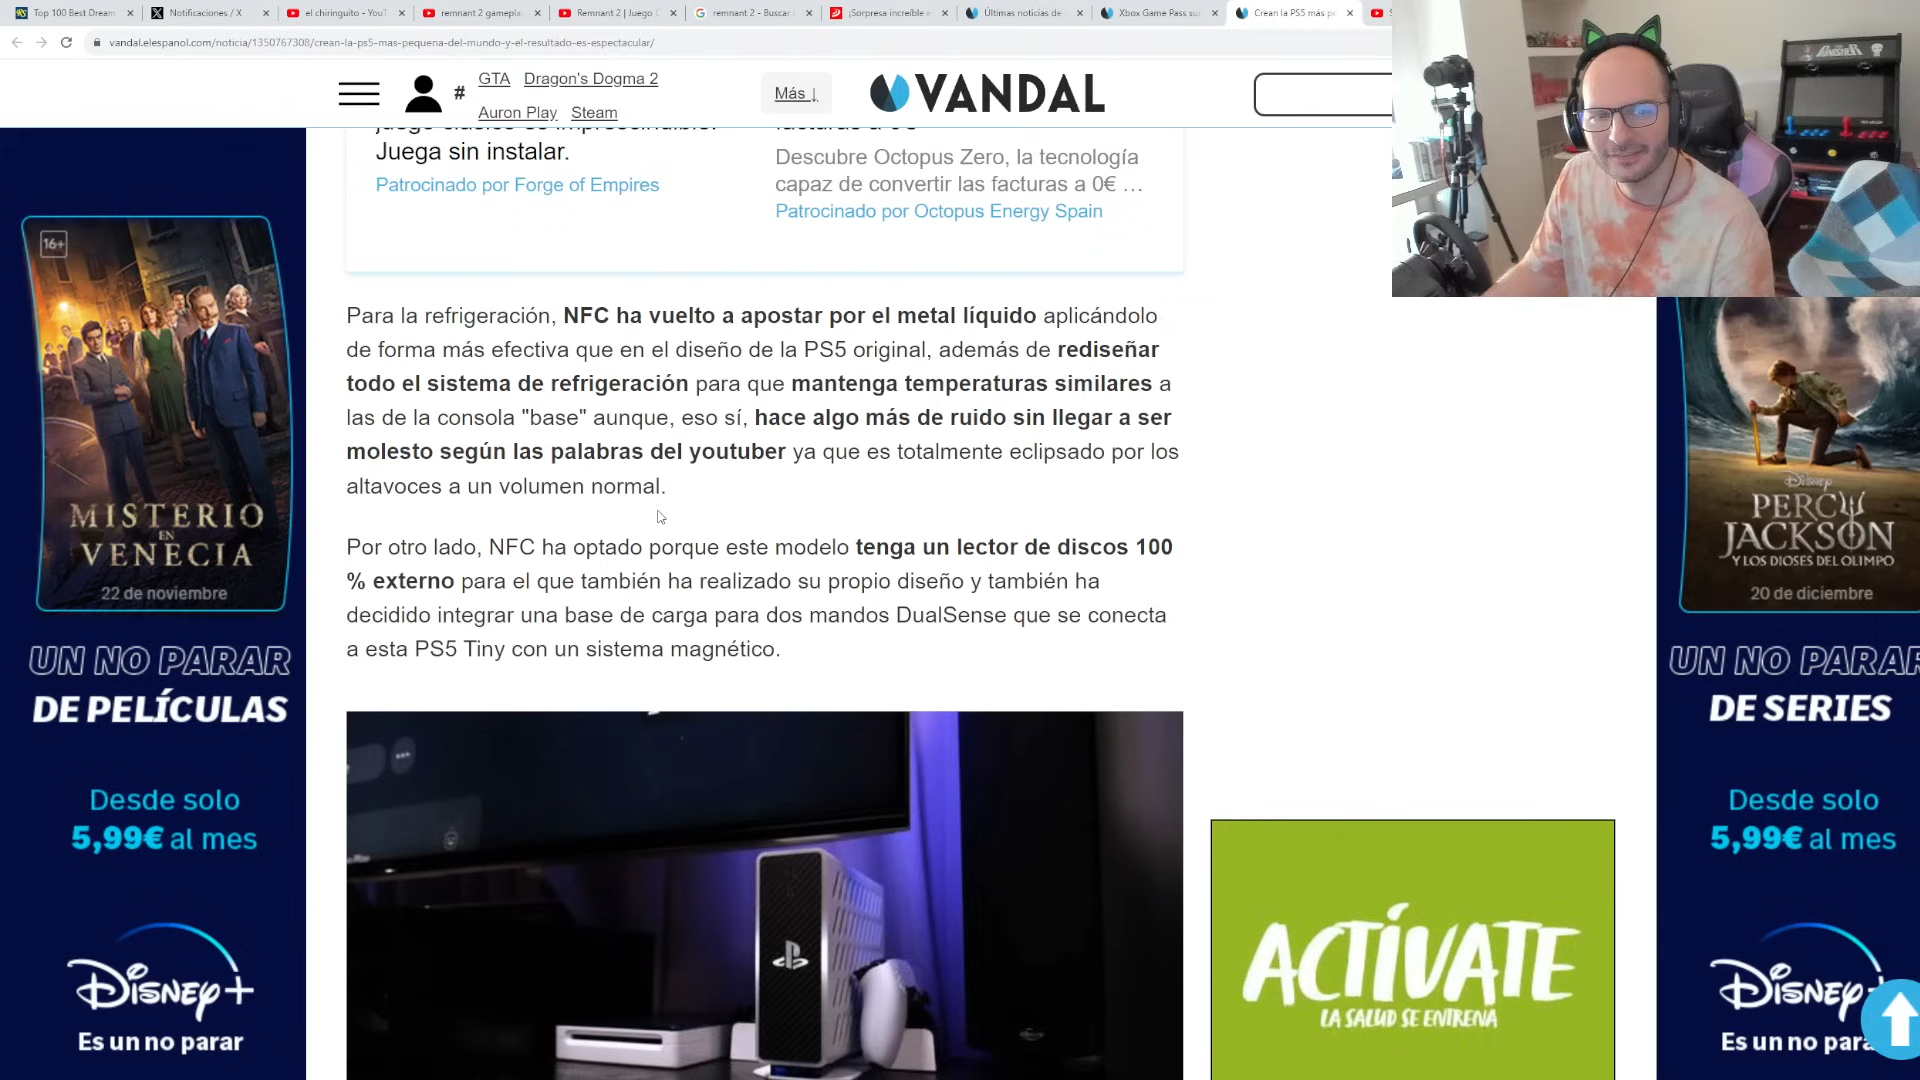 Top 100 Best Dream
Notificaciones / X
el chiringuito - YouT
remnant 2 gamepla
Remnant 2 | Juego
remnant 2 - Buscar
¡Sorpresa increíble
Últimas noticias de
Xbox Game Pass su
Crean la PS5 más pe
vandal.elespanol.com/noticia/1350767308/crean-la-ps5-mas-pequena-del-mundo-y-el-resultado-es-espectacular/
# GTA Dragon's Dogma 2
Auron Play Steam
Más ↓
VANDAL
Juega sin instalar.
Patrocinado por Forge of Empires
Descubre Octopus Zero, la tecnología
capaz de convertir las facturas a 0€ …
Patrocinado por Octopus Energy Spain
Para la refrigeración, NFC ha vuelto a apostar por el metal líquido aplicándolo
de forma más efectiva que en el diseño de la PS5 original, además de rediseñar
todo el sistema de refrigeración para que mantenga temperaturas similares a
las de la consola "base" aunque, eso sí, hace algo más de ruido sin llegar a ser
molesto según las palabras del youtuber ya que es totalmente eclipsado por los
altavoces a un volumen normal.
Por otro lado, NFC ha optado porque este modelo tenga un lector de discos 100
% externo para el que también ha realizado su propio diseño y también ha
decidido integrar una base de carga para dos mandos DualSense que se conecta
a esta PS5 Tiny con un sistema magnético.
16+
MISTERIO
EN
VENECIA
22 de noviembre
UN NO PARAR
DE PELÍCULAS
Desde solo
5,99€ al mes
Disney+
Es un no parar
PUNISHER
Disney
PERCY
JACKSON
Y LOS DIOSES DEL OLIMPO
20 de diciembre
UN NO PARAR
DE SERIES
Desde solo
5,99€ al mes
Disney+
Es un no para
ACTÍVATE
LA SALUD SE ENTRENA